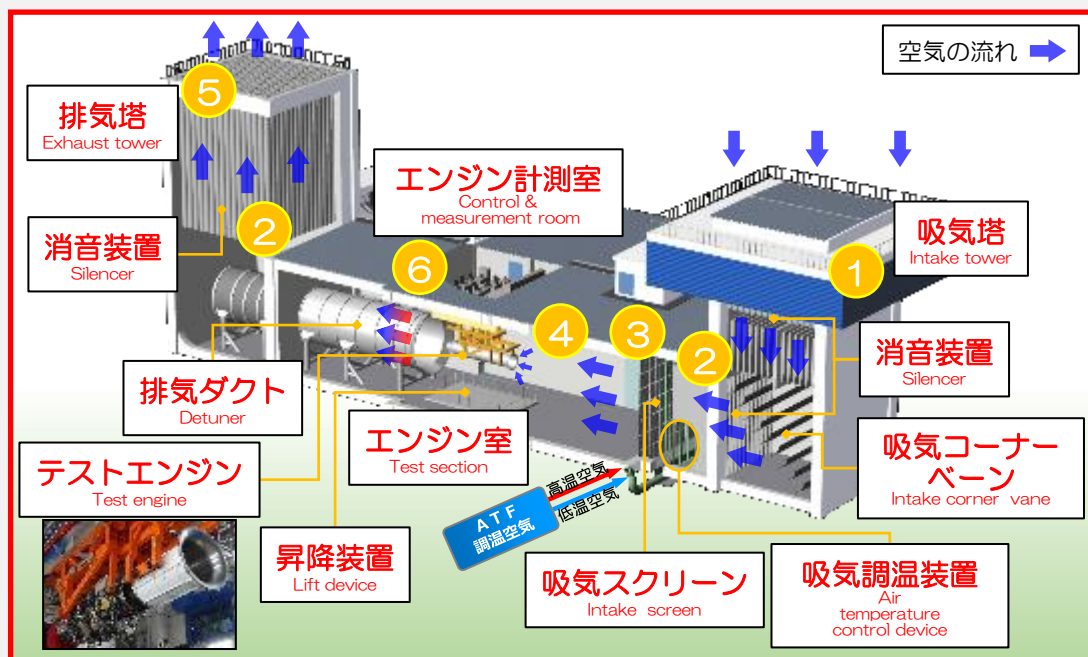 空気の流れ
5
排気塔
Exhaust tower
エンジン計測室
Control &
measurement room
吸気塔
Intake tower
消音装置
Silencer
2
6
1
4
3
2
消音装置
Silencer
排気ダクト
Detuner
エンジン室
Test section
吸気コーナー
ベーン
Intake corner vane
テストエンジン
Test engine
高温空気
低温空気
ATF
調温空気
昇降装置
Lift device
吸気スクリーン
Intake screen
吸気調温装置
Air
temperature
control device